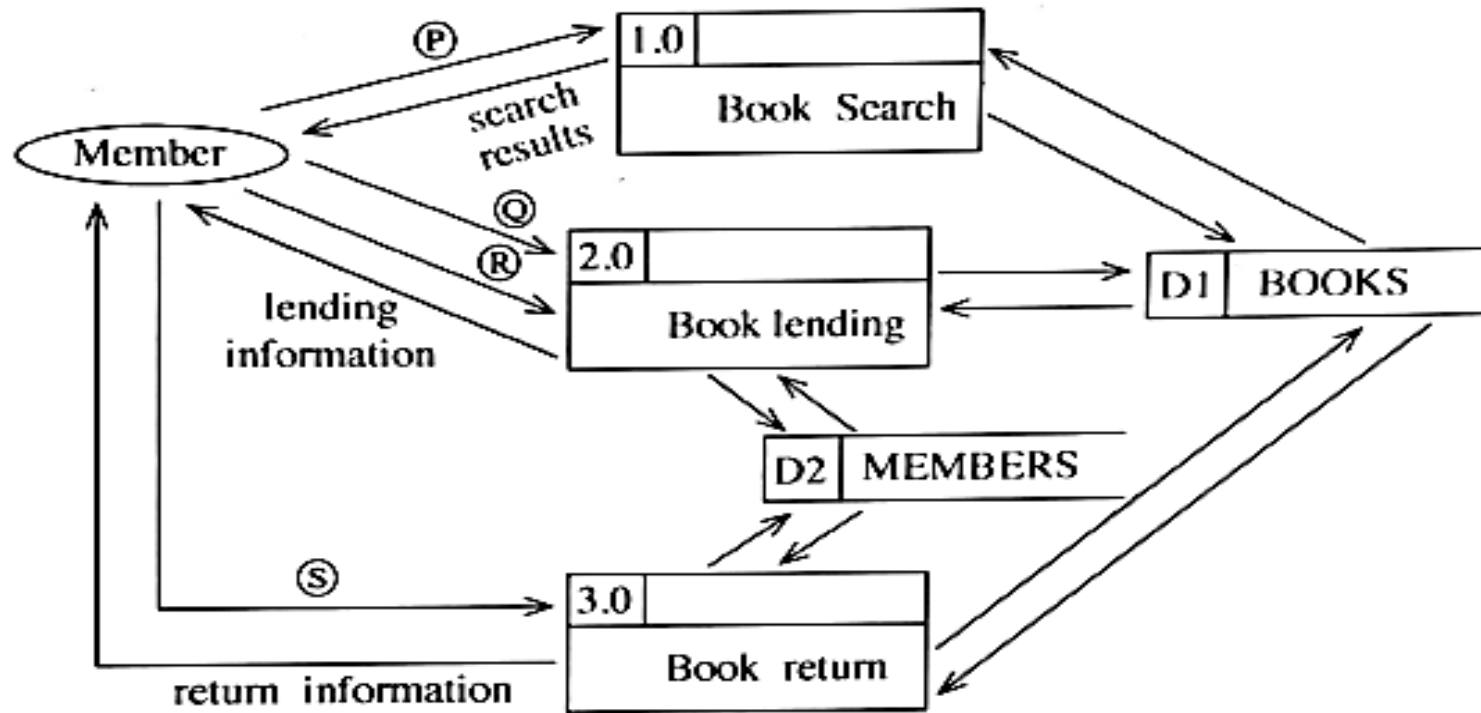 Ⓟ
1.0
Book Search
search
results
Member
Ⓠ
Ⓡ
2.0
Book lending
lending
information
D1 BOOKS
D2 MEMBERS
Ⓢ
3.0
Book return
return information